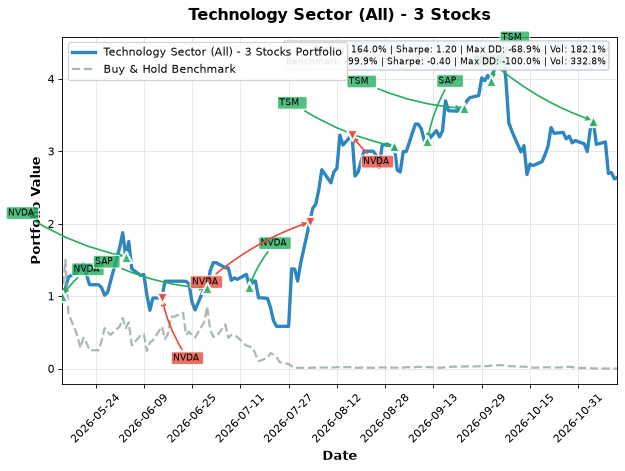 Technology Sector (All) - 3 Stocks
Technology Sector (All) - 3 Stocks Portfolio
Buy & Hold Benchmark
164.0% | Sharpe: 1.20 | Max DD: -68.9% | Vol: 182.1%
99.9% | Sharpe: -0.40 | Max DD: -100.0% | Vol: 332.8%
TSM
TSM
SAP
TSM
NVDA
NVDA
NVDA
NVDA
SAP
NVDA
NVDA
Portfolio Value
4
3
2
1
0
2026-05-24
2026-06-09
2026-06-25
2026-07-11
2026-07-27
2026-08-12
2026-08-28
2026-09-13
2026-09-29
2026-10-15
2026-10-31
Date